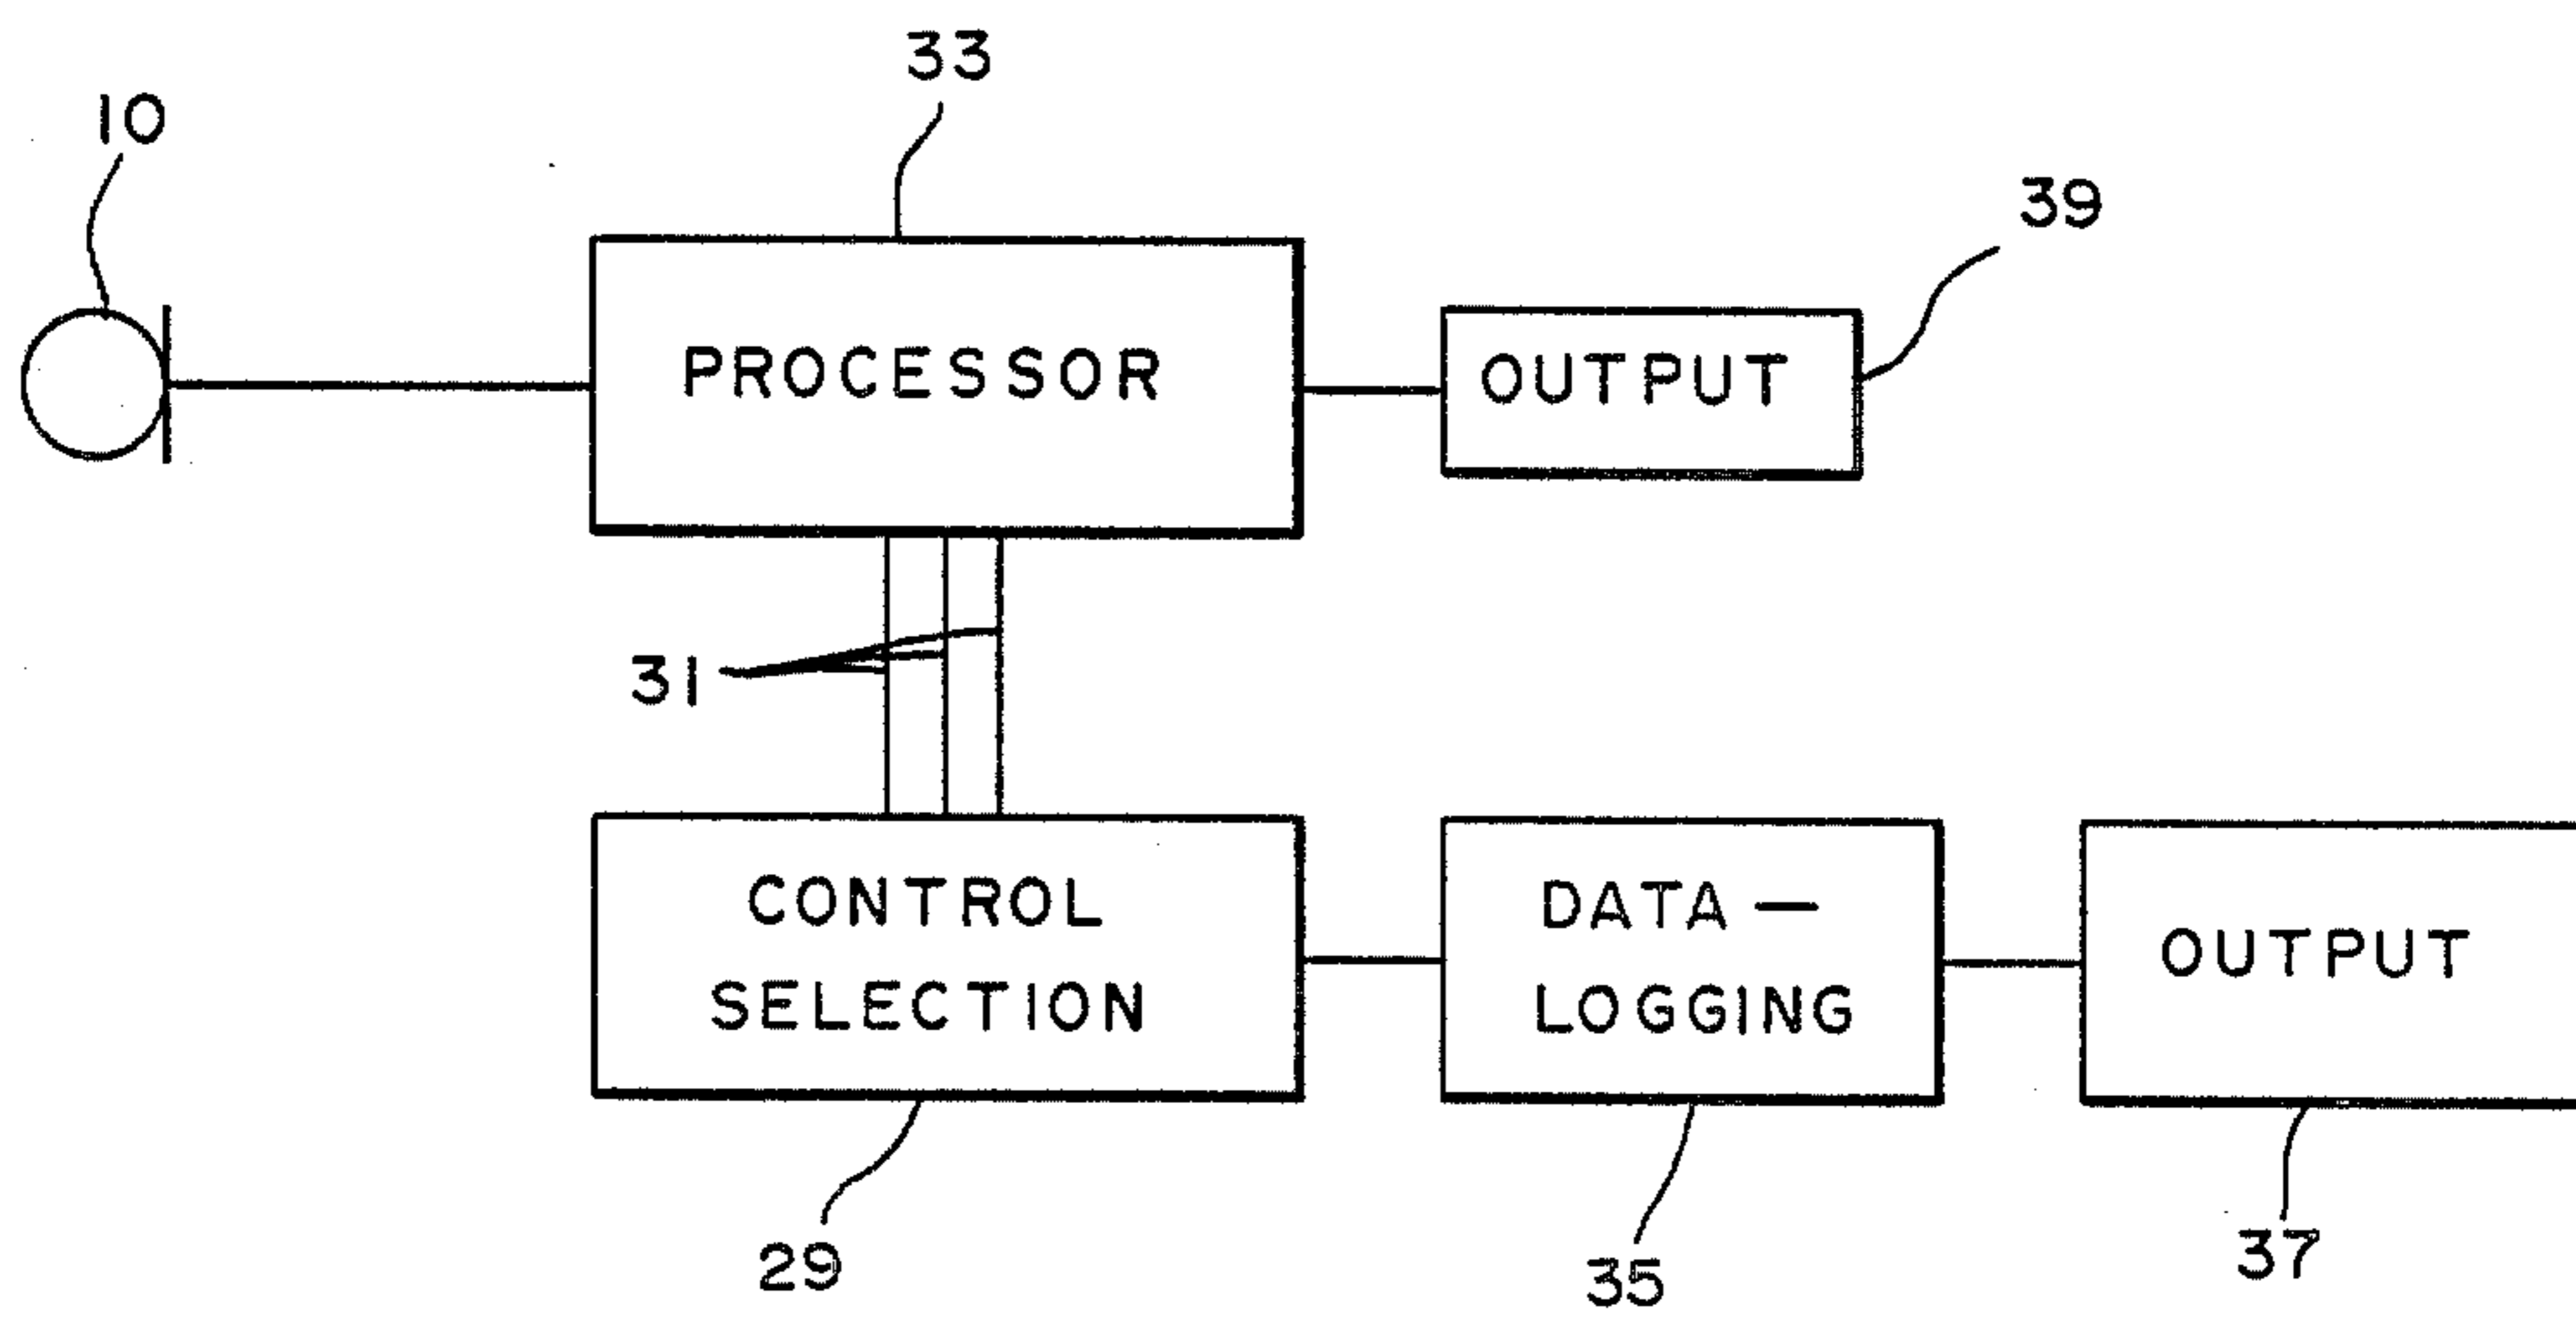 33
10
39
PROCESSOR
OUTPUT
31
CONTROL
SELECTION
DATA—
LOGGING
OUTPUT
29
35
37